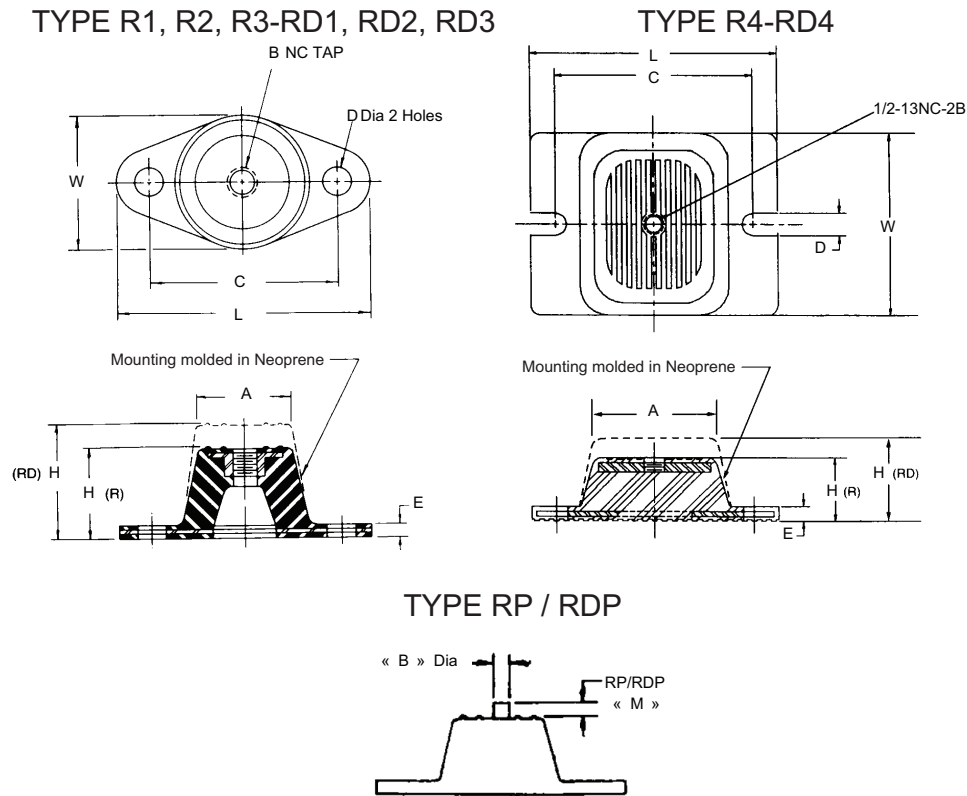 TYPE R1, R2, R3-RD1, RD2, RD3
B NC TAP
D Dia 2 Holes
W
C
L
Mounting molded in Neoprene
A
(RD) H
H (R)
E
TYPE R4-RD4
L
C
1/2-13NC-2B
W
D
Mounting molded in Neoprene
A
H (R)
H (RD)
E
TYPE RP / RDP
« B » Dia
RP/RDP
« M »